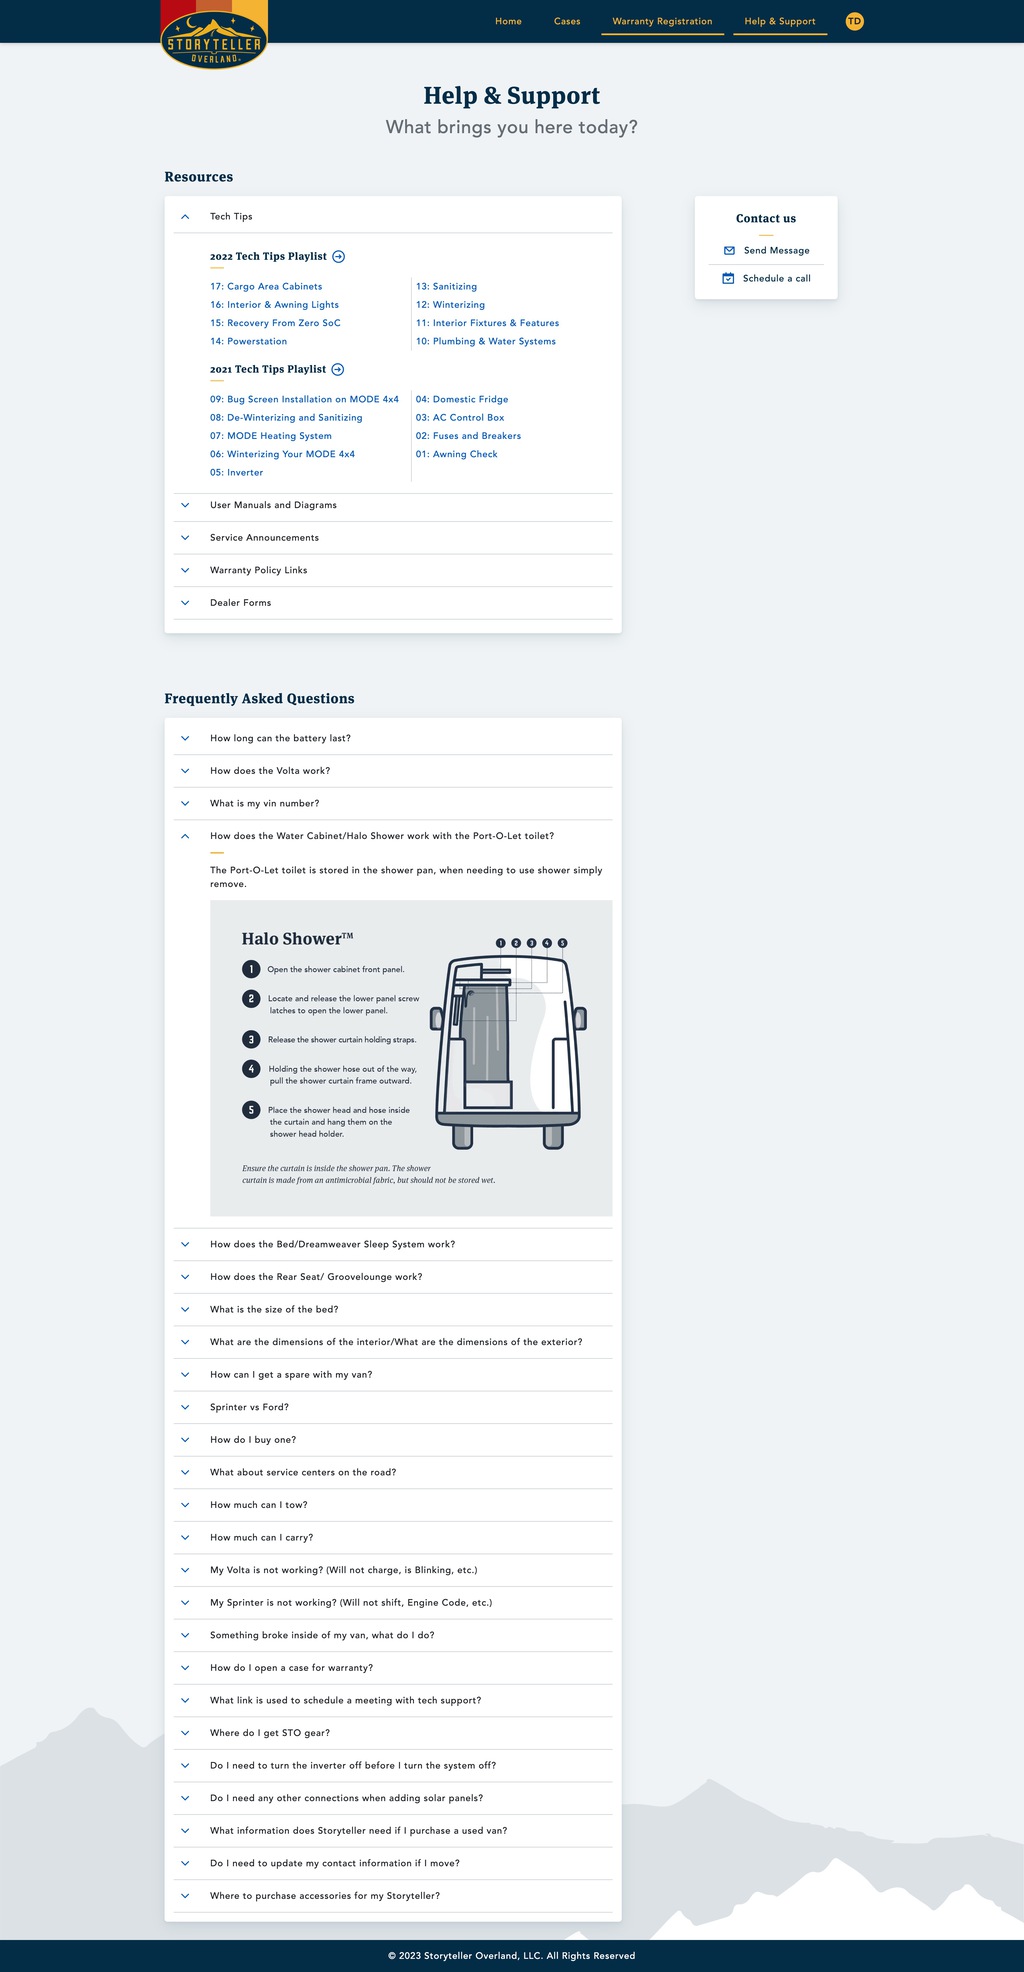 STORYTELLER
OVERLAND
Home
Cases
Warranty Registration
Help & Support
TD
Help & Support
What brings you here today?
Resources
Tech Tips
2022 Tech Tips Playlist
17: Cargo Area Cabinets
16: Interior & Awning Lights
15: Recovery From Zero SoC
14: Powerstation
13: Sanitizing
12: Winterizing
11: Interior Fixtures & Features
10: Plumbing & Water Systems
2021 Tech Tips Playlist
09: Bug Screen Installation on MODE 4x4
08: De-Winterizing and Sanitizing
07: MODE Heating System
06: Winterizing Your MODE 4x4
05: Inverter
04: Domestic Fridge
03: AC Control Box
02: Fuses and Breakers
01: Awning Check
User Manuals and Diagrams
Service Announcements
Warranty Policy Links
Dealer Forms
Contact us
Send Message
Schedule a call
Frequently Asked Questions
How long can the battery last?
How does the Volta work?
What is my vin number?
How does the Water Cabinet/Halo Shower work with the Port-O-Let toilet?
The Port-O-Let toilet is stored in the shower pan, when needing to use shower simply
remove.
Halo Shower™
1 Open the shower cabinet front panel.
2 Locate and release the lower panel screw
latches to open the lower panel.
3 Release the shower curtain holding straps.
4 Holding the shower hose out of the way,
pull the shower curtain frame outward.
5 Place the shower head and hose inside
the curtain and hang them on the
shower head holder.
1 2 3 4 5
Ensure the curtain is inside the shower pan. The shower
curtain is made from an antimicrobial fabric, but should not be stored wet.
How does the Bed/Dreamweaver Sleep System work?
How does the Rear Seat/ Groovelounge work?
What is the size of the bed?
What are the dimensions of the interior/What are the dimensions of the exterior?
How can I get a spare with my van?
Sprinter vs Ford?
How do I buy one?
What about service centers on the road?
How much can I tow?
How much can I carry?
My Volta is not working? (Will not charge, is Blinking, etc.)
My Sprinter is not working? (Will not shift, Engine Code, etc.)
Something broke inside of my van, what do I do?
How do I open a case for warranty?
What link is used to schedule a meeting with tech support?
Where do I get STO gear?
Do I need to turn the inverter off before I turn the system off?
Do I need any other connections when adding solar panels?
What information does Storyteller need if I purchase a used van?
Do I need to update my contact information if I move?
Where to purchase accessories for my Storyteller?
© 2023 Storyteller Overland, LLC. All Rights Reserved